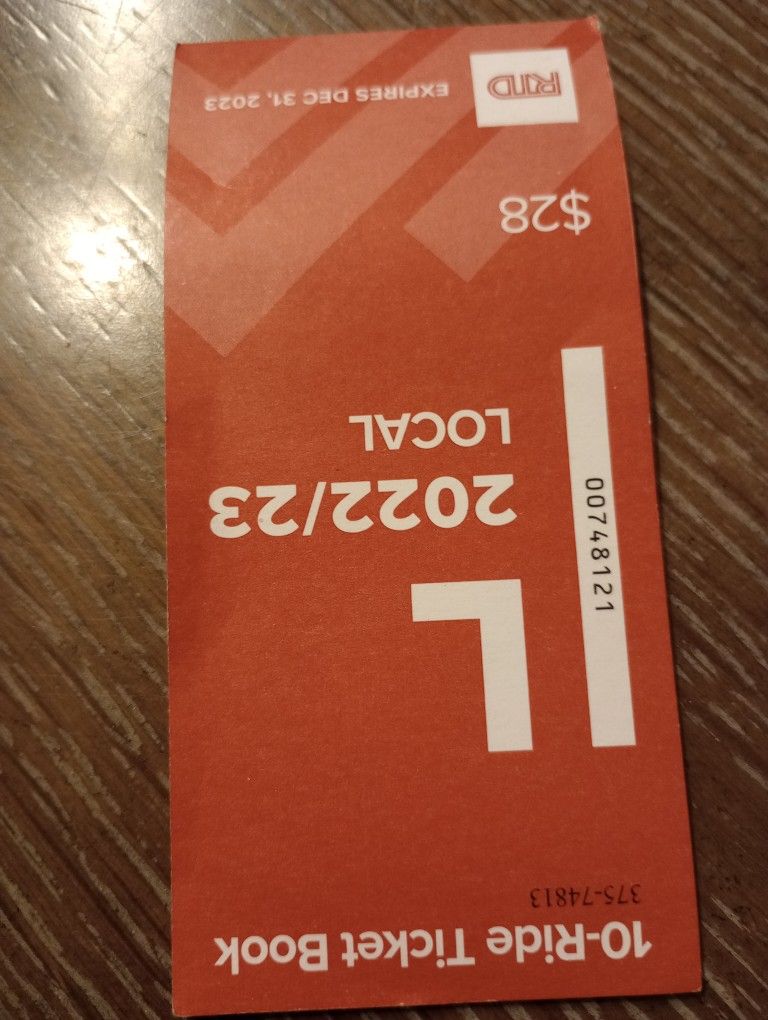 10-Ride Ticket Book
375-74813
L
2022/23
LOCAL
00748121
$28
RTD
EXPIRES DEC 31, 2023